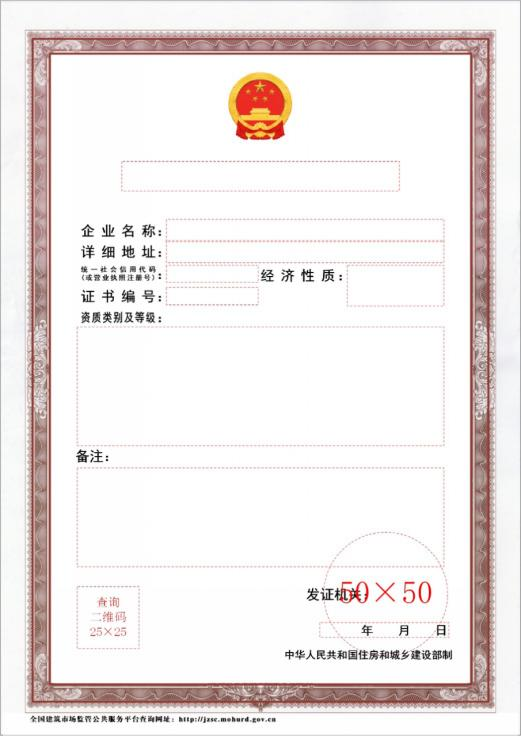 企业名称：
详细地址：
统一社会信用代码
（或营业执照注册号）：
经济性质：
证书编号：
资质类别及等级：
备注：
查询
二维码
25×25
发证机关：
50×50
年 月 日
中华人民共和国住房和城乡建设部制
全国建筑市场监管公共服务平台查询网址：http://jzsc.mohurd.gov.cn